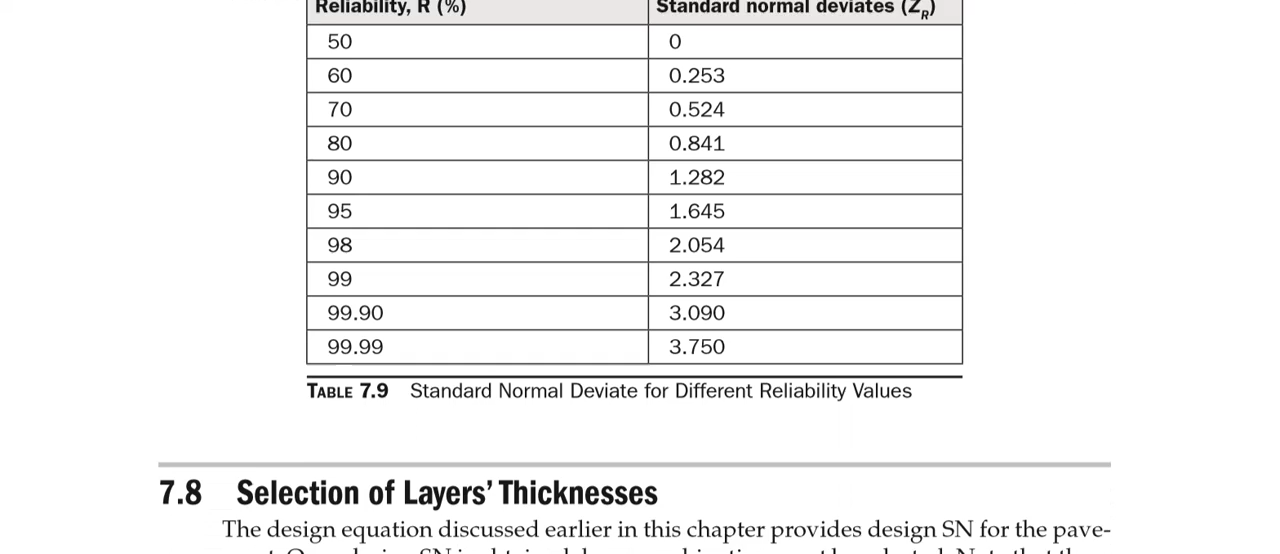 Reliability, R (%) Standard normal deviates (Z_R)
50 0
60 0.253
70 0.524
80 0.841
90 1.282
95 1.645
98 2.054
99 2.327
99.90 3.090
99.99 3.750
TABLE 7.9 Standard Normal Deviate for Different Reliability Values
7.8 Selection of Layers' Thicknesses
The design equation discussed earlier in this chapter provides design SN for the pave-